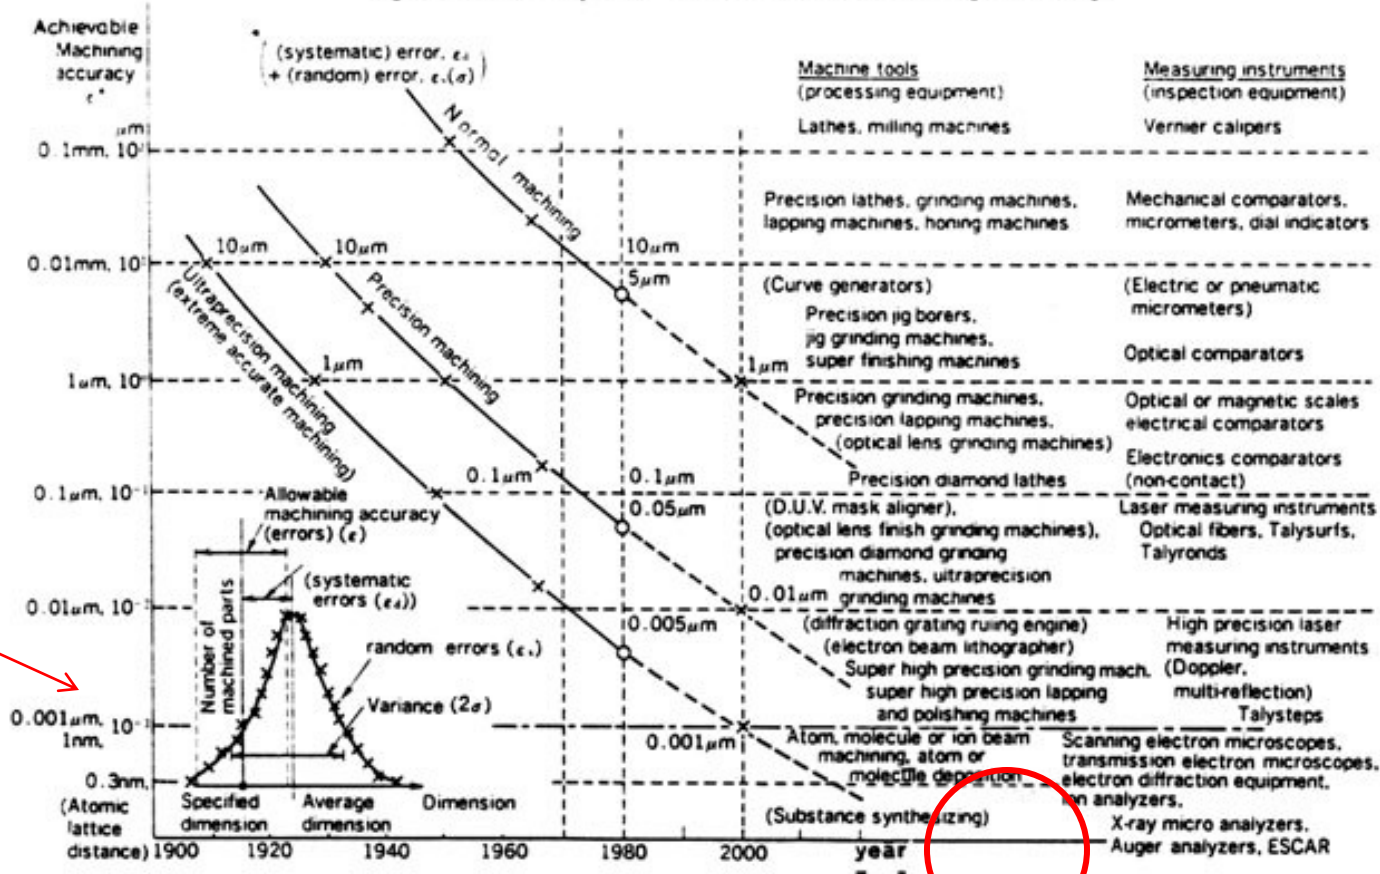 Achievable
Machining
accuracy
ε*
* ( (systematic) error, εd
+ (random) error, εr(σ) )
Machine tools
(processing equipment)
Measuring instruments
(inspection equipment)
Lathes, milling machines
Vernier calipers
μm
0.1mm, 10²
Normal machining
Precision lathes, grinding machines,
lapping machines, honing machines
Mechanical comparators,
micrometers, dial indicators
10μm
10μm
10μm
0.01mm, 10¹
5μm
Ultraprecision machining
(extreme accurate machining)
Precision machining
(Curve generators)
Precision jig borers,
jig grinding machines,
super finishing machines
(Electric or pneumatic
micrometers)
Optical comparators
1μm
1μm
1μm, 10⁰
Precision grinding machines,
precision lapping machines,
(optical lens grinding machines)
Precision diamond lathes
Optical or magnetic scales
electrical comparators
Electronics comparators
(non-contact)
0.1μm
0.1μm
0.1μm, 10⁻¹
0.05μm
Allowable
machining accuracy
(errors) (ε)
(D.U.V. mask aligner),
(optical lens finish grinding machines),
precision diamond grinding
machines, ultraprecision
grinding machines
Laser measuring instruments
Optical fibers, Talysurfs,
Talyronds
(systematic
errors (εd))
0.01μm
0.01μm, 10⁻²
0.005μm
Number of
machined parts
random errors (εr)
Variance (2σ)
(diffraction grating ruling engine)
(electron beam lithographer)
Super high precision grinding mach.
super high precision lapping
and polishing machines
High precision laser
measuring instruments
(Doppler,
multi-reflection)
Talysteps
0.001μm, 10⁻³
1nm,
0.001μm
Atom, molecule or ion beam
machining, atom or
molecule deposition
Scanning electron microscopes,
transmission electron microscopes,
electron diffraction equipment,
ion analyzers,
0.3nm,
(Atomic
lattice
distance)
Specified
dimension
Average
dimension
Dimension
(Substance synthesizing)
X-ray micro analyzers,
Auger analyzers, ESCAR
1900
1920
1940
1960
1980
2000
year